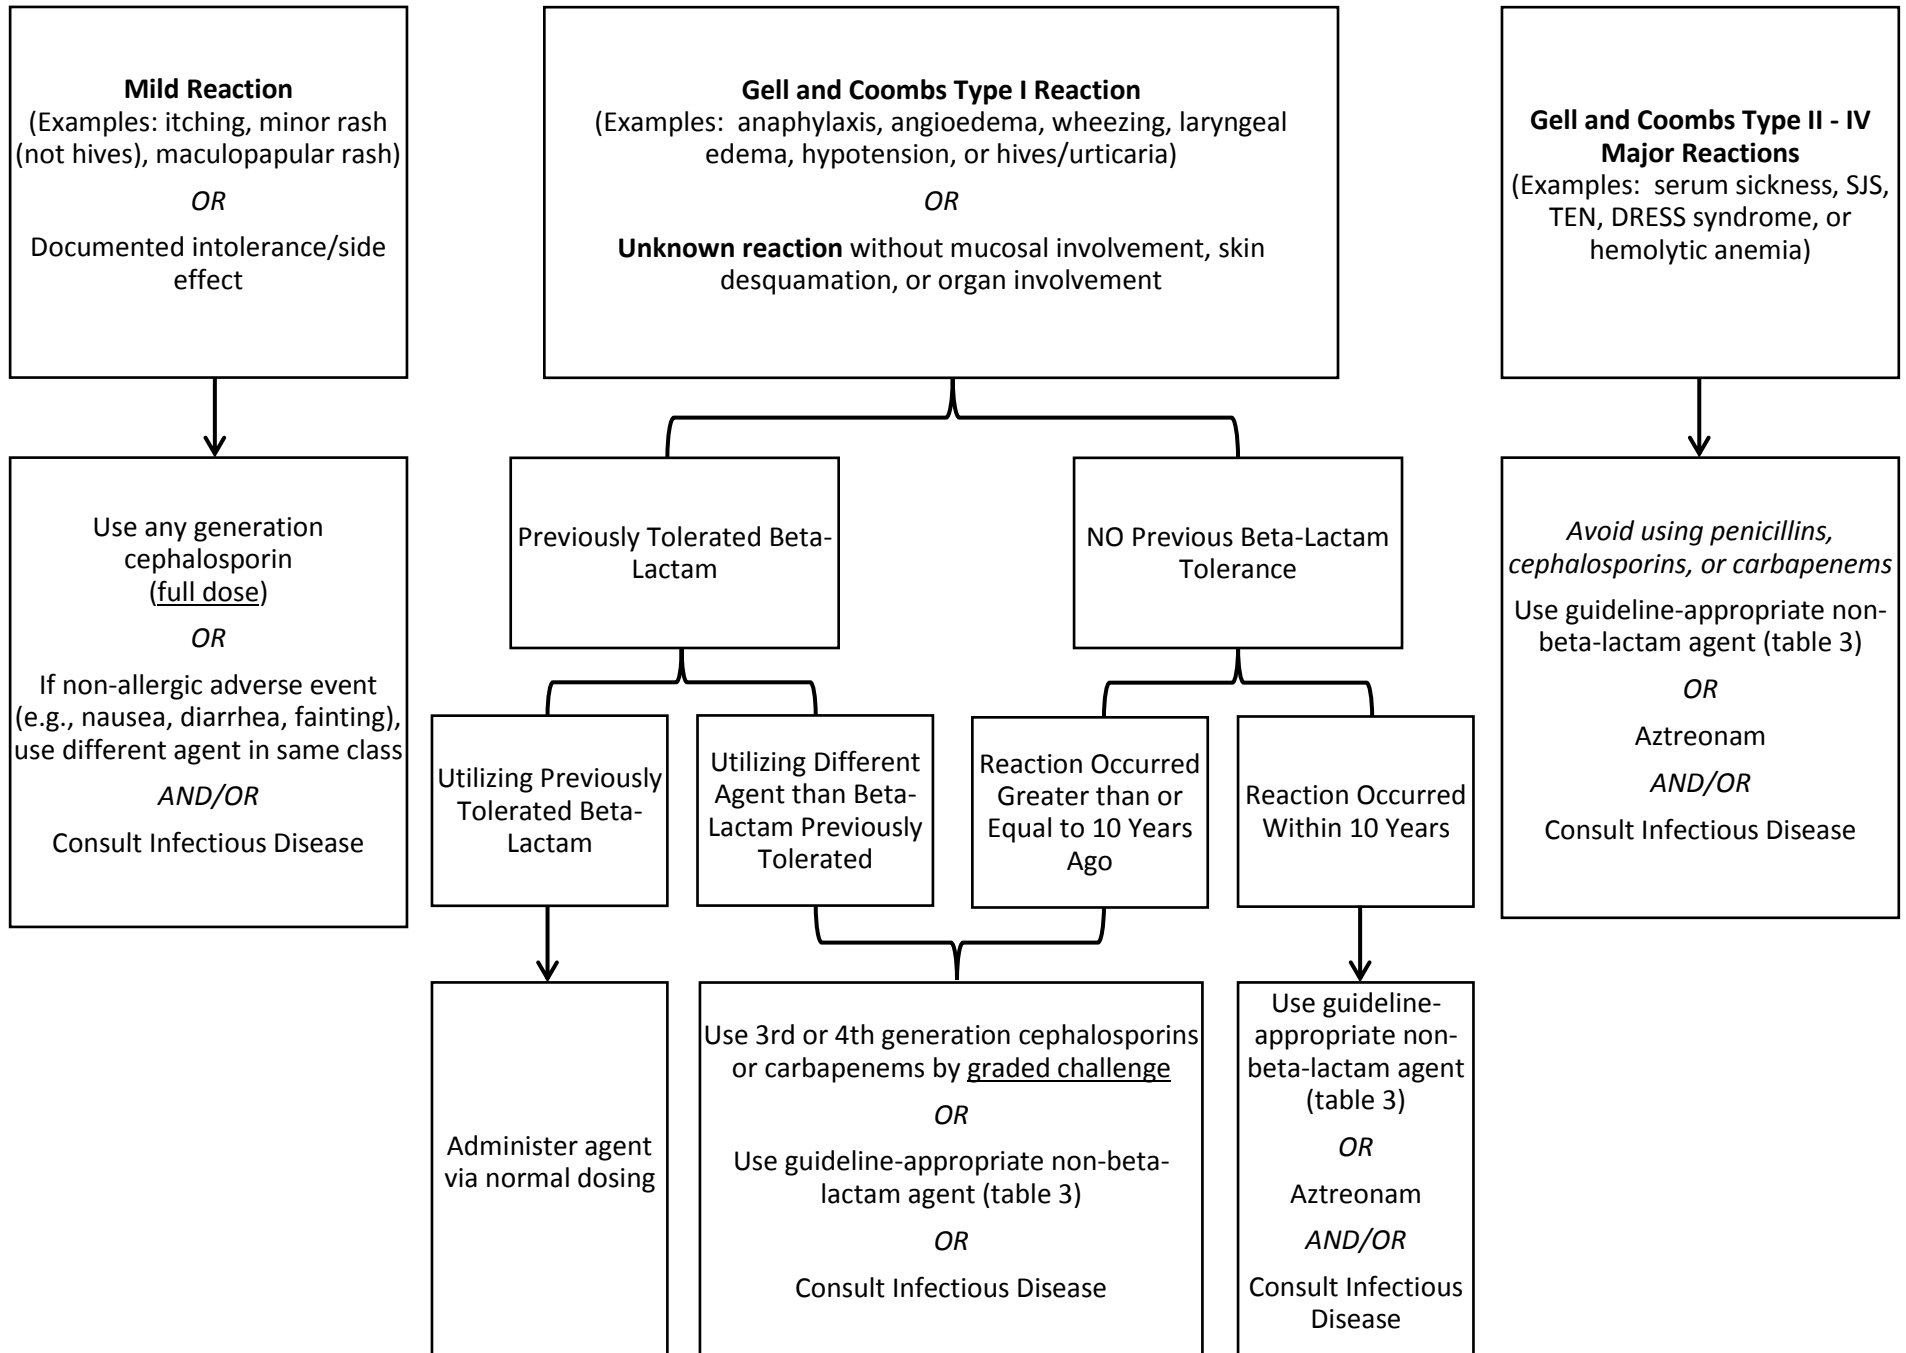 Mild Reaction
(Examples: itching, minor rash
(not hives), maculopapular rash)
OR
Documented intolerance/side
effect
Gell and Coombs Type I Reaction
(Examples:  anaphylaxis, angioedema, wheezing, laryngeal
edema, hypotension, or hives/urticaria)
OR
Unknown reaction without mucosal involvement, skin
desquamation, or organ involvement
Gell and Coombs Type II - IV
Major Reactions
(Examples:  serum sickness, SJS,
TEN, DRESS syndrome, or
hemolytic anemia)
Use any generation
cephalosporin
(full dose)
OR
If non-allergic adverse event
(e.g., nausea, diarrhea, fainting),
use different agent in same class
AND/OR
Consult Infectious Disease
Previously Tolerated Beta-
Lactam
NO Previous Beta-Lactam
Tolerance
Avoid using penicillins,
cephalosporins, or carbapenems
Use guideline-appropriate non-
beta-lactam agent (table 3)
OR
Aztreonam
AND/OR
Consult Infectious Disease
Utilizing Previously
Tolerated Beta-
Lactam
Utilizing Different
Agent than Beta-
Lactam Previously
Tolerated
Reaction Occurred
Greater than or
Equal to 10 Years
Ago
Reaction Occurred
Within 10 Years
Administer agent
via normal dosing
Use 3rd or 4th generation cephalosporins
or carbapenems by graded challenge
OR
Use guideline-appropriate non-beta-
lactam agent (table 3)
OR
Consult Infectious Disease
Use guideline-
appropriate non-
beta-lactam agent
(table 3)
OR
Aztreonam
AND/OR
Consult Infectious
Disease